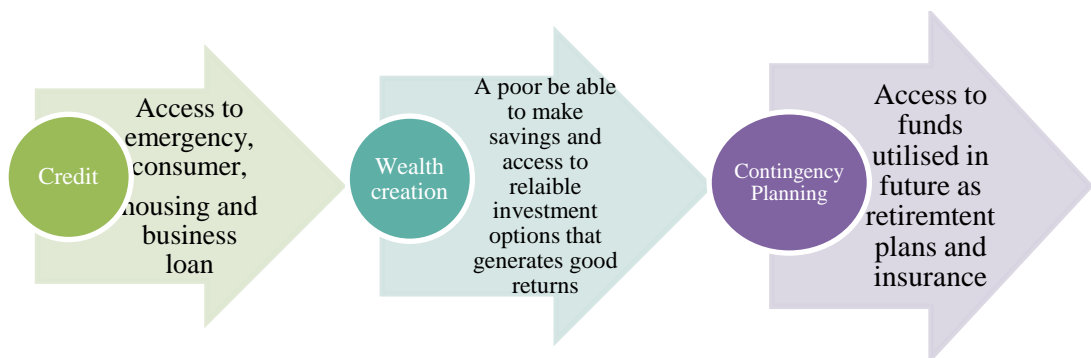 Credit
Access to
emergency,
consumer,
housing and
business
loan
Wealth
creation
A poor be able
to make
savings and
access to
relaible
investment
options that
generates good
returns
Contingency
Planning
Access to
funds
utilised in
future as
retiremtent
plans and
insurance